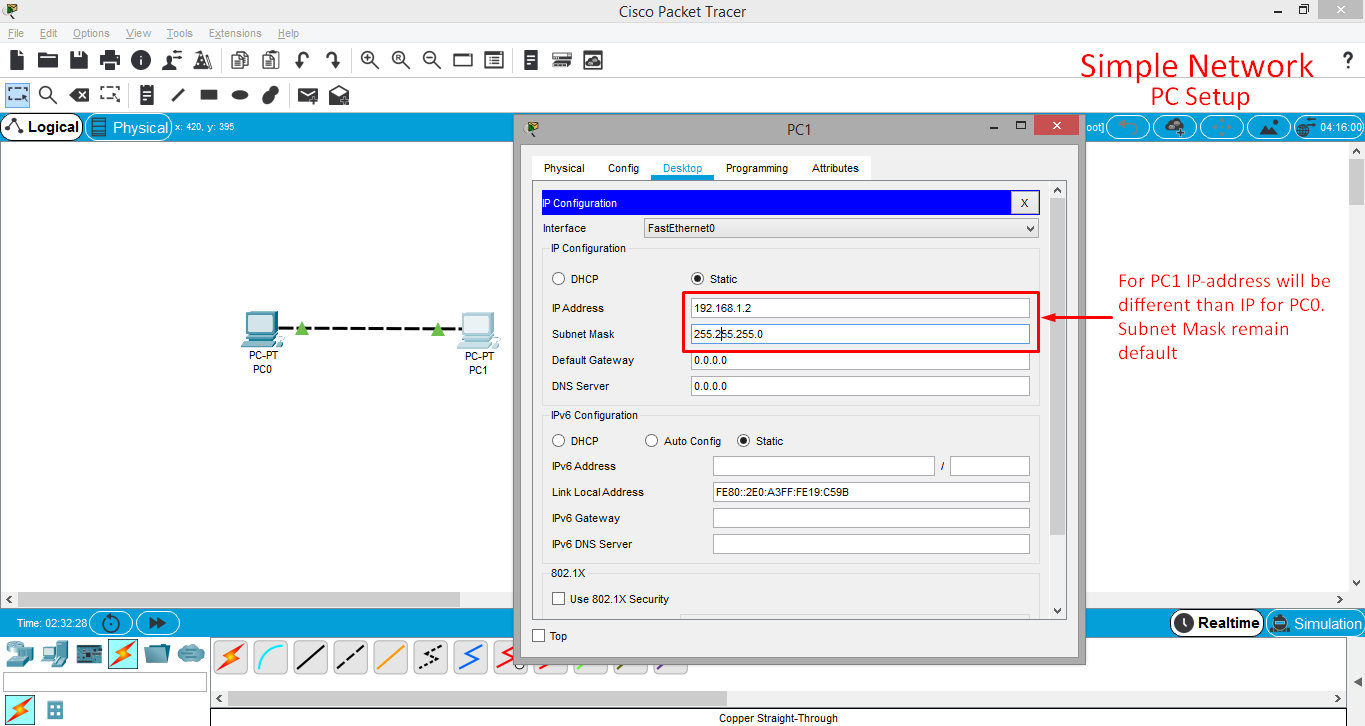 Cisco Packet Tracer
File Edit Options View Tools Extensions Help
Simple Network
PC Setup
?
Logical Physical x: 420, y: 395
oot] 04:16:00
PC1
Physical Config Desktop Programming Attributes
IP Configuration X
Interface FastEthernet0
IP Configuration
DHCP Static
IP Address 192.168.1.2
Subnet Mask 255.255.255.0
Default Gateway 0.0.0.0
DNS Server 0.0.0.0
IPv6 Configuration
DHCP Auto Config Static
IPv6 Address /
Link Local Address FE80::2E0:A3FF:FE19:C59B
IPv6 Gateway
IPv6 DNS Server
802.1X
Use 802.1X Security
Top
For PC1 IP-address will be
different than IP for PC0.
Subnet Mask remain
default
PC-PT
PC0
PC-PT
PC1
Time: 02:32:28
Realtime Simulation
Copper Straight-Through